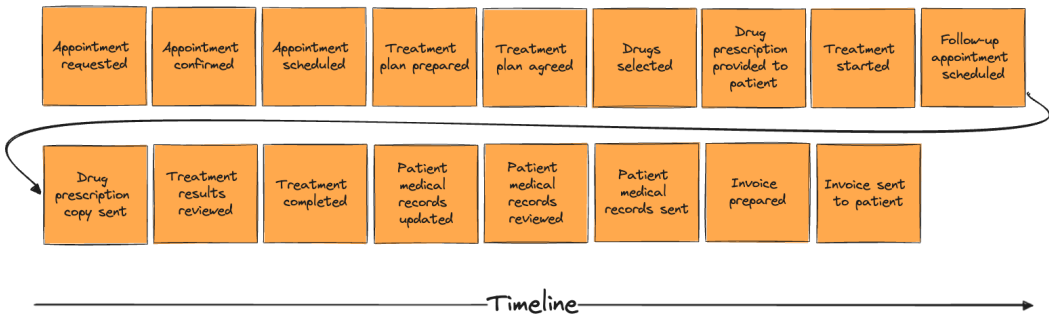 Appointment
requested
Appointment
confirmed
Appointment
scheduled
Treatment
plan prepared
Treatment
plan agreed
Drugs
selected
Drug
prescription
provided to
patient
Treatment
started
Follow-up
appointment
scheduled
Drug
prescription
copy sent
Treatment
results
reviewed
Treatment
completed
Patient
medical
records
updated
Patient
medical
records
reviewed
Patient
medical
records sent
Invoice
prepared
Invoice sent
to patient
Timeline